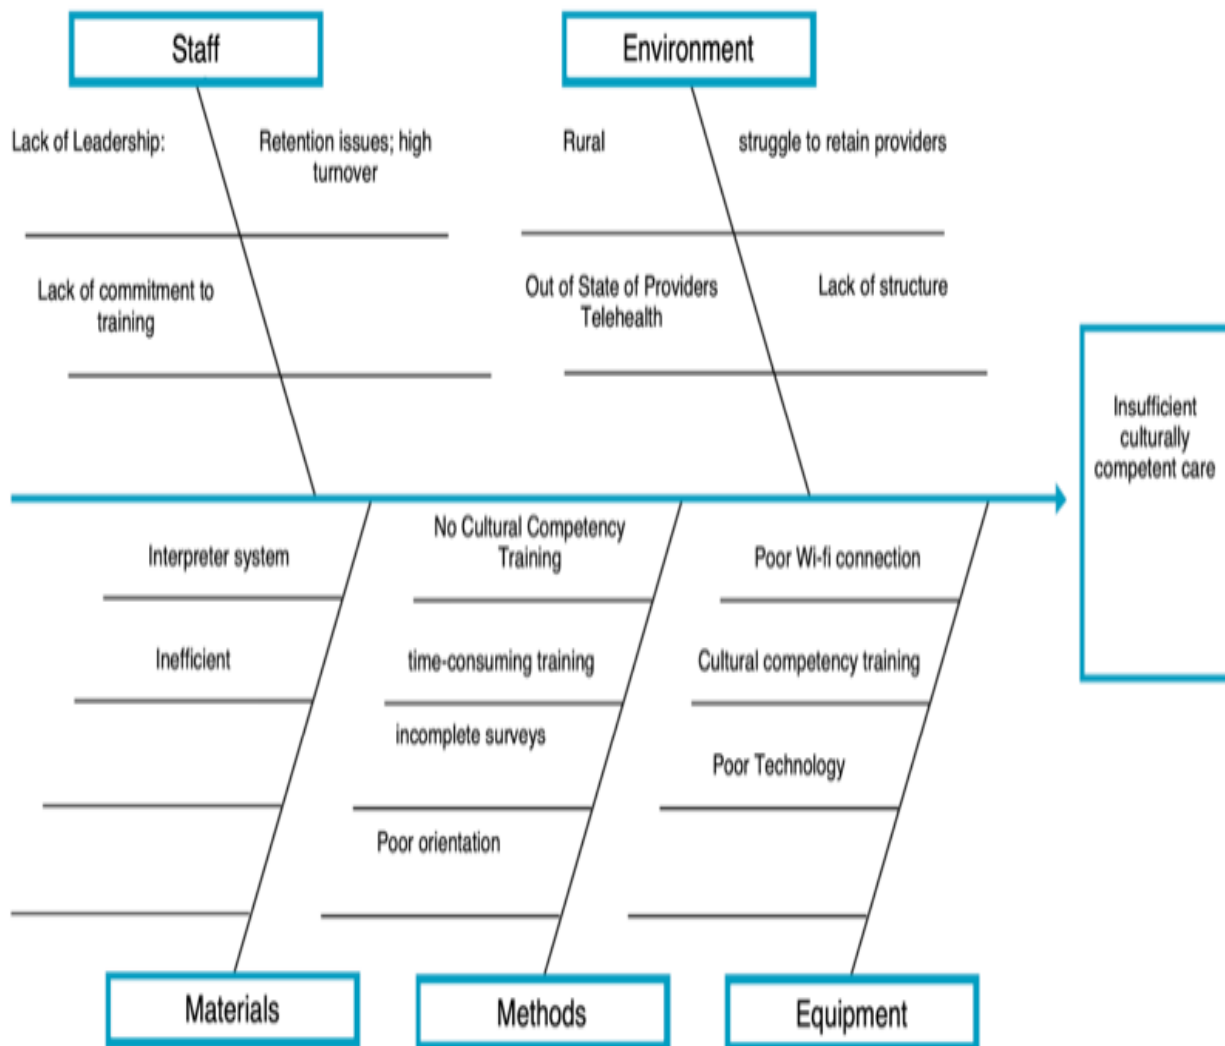 Staff
Environment
Lack of Leadership:
Retention issues; high
turnover
Rural
struggle to retain providers
Lack of commitment to
training
Out of State of Providers
Telehealth
Lack of structure
Insufficient
culturally
competent care
Interpreter system
No Cultural Competency
Training
Poor Wi-fi connection
Inefficient
time-consuming training
Cultural competency training
incomplete surveys
Poor Technology
Poor orientation
Materials
Methods
Equipment